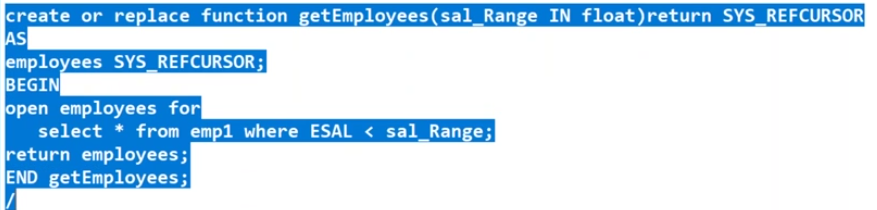 create or replace function getEmployees(sal_Range IN float)return SYS_REFCURSOR
AS
employees SYS_REFCURSOR;
BEGIN
open employees for
   select * from emp1 where ESAL < sal_Range;
return employees;
END getEmployees;
/